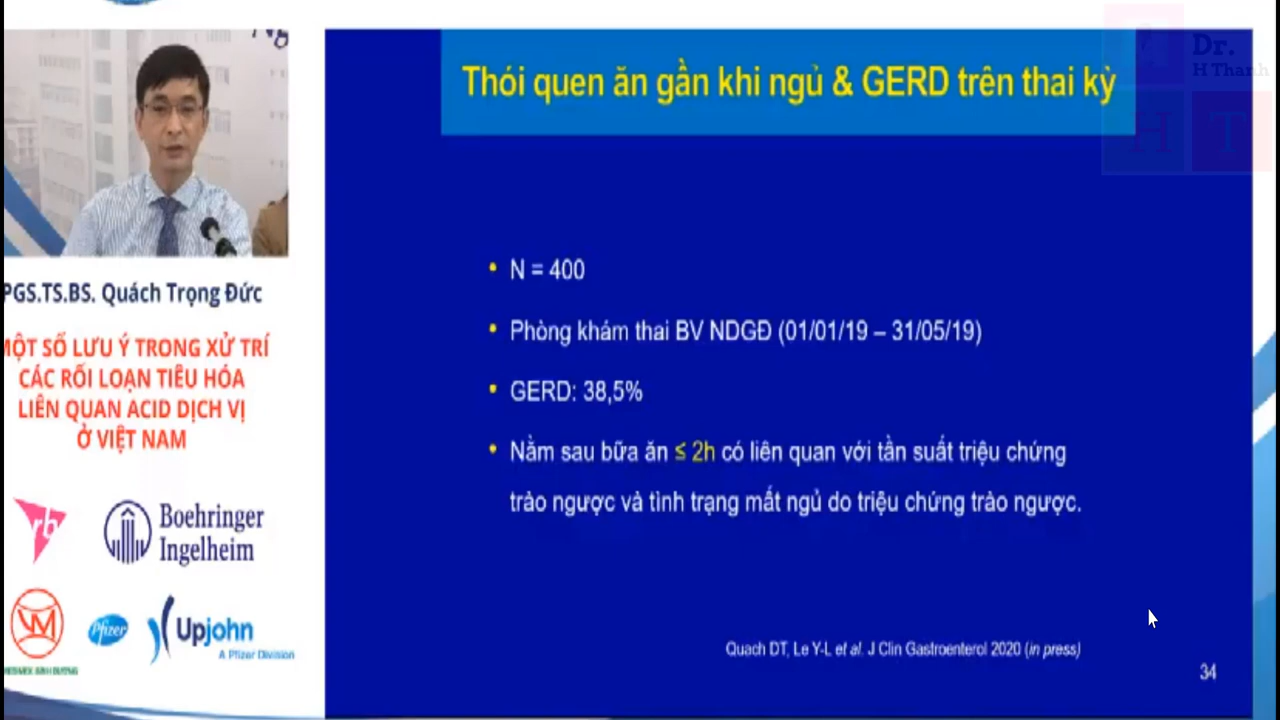 Thói quen ăn gần khi ngủ & GERD trên thai kỳ
Dr.
H Thanh
H T
PGS.TS.BS. Quách Trọng Đức
MỘT SỐ LƯU Ý TRONG XỬ TRÍ
CÁC RỐI LOẠN TIÊU HÓA
LIÊN QUAN ACID DỊCH VỊ
Ở VIỆT NAM
rb
Boehringer
Ingelheim
Pfizer
Upjohn
A Pfizer Division
• N = 400
• Phòng khám thai BV NDGĐ (01/01/19 – 31/05/19)
• GERD: 38,5%
• Nằm sau bữa ăn ≤ 2h có liên quan với tần suất triệu chứng
trào ngược và tình trạng mất ngủ do triệu chứng trào ngược.
Quach DT, Le Y-L et al. J Clin Gastroenterol 2020 (in press)
34